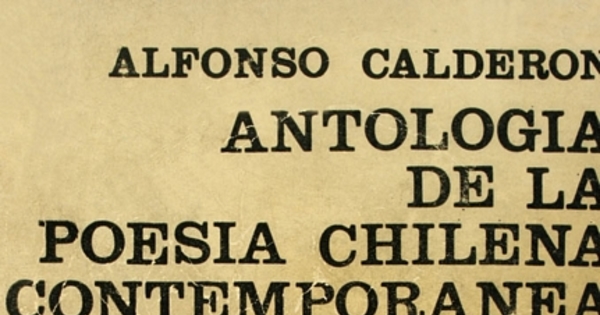 ALFONSO CALDERON
ANTOLOGIA
DE LA
POESIA CHILENA
CONTEMPORANEA